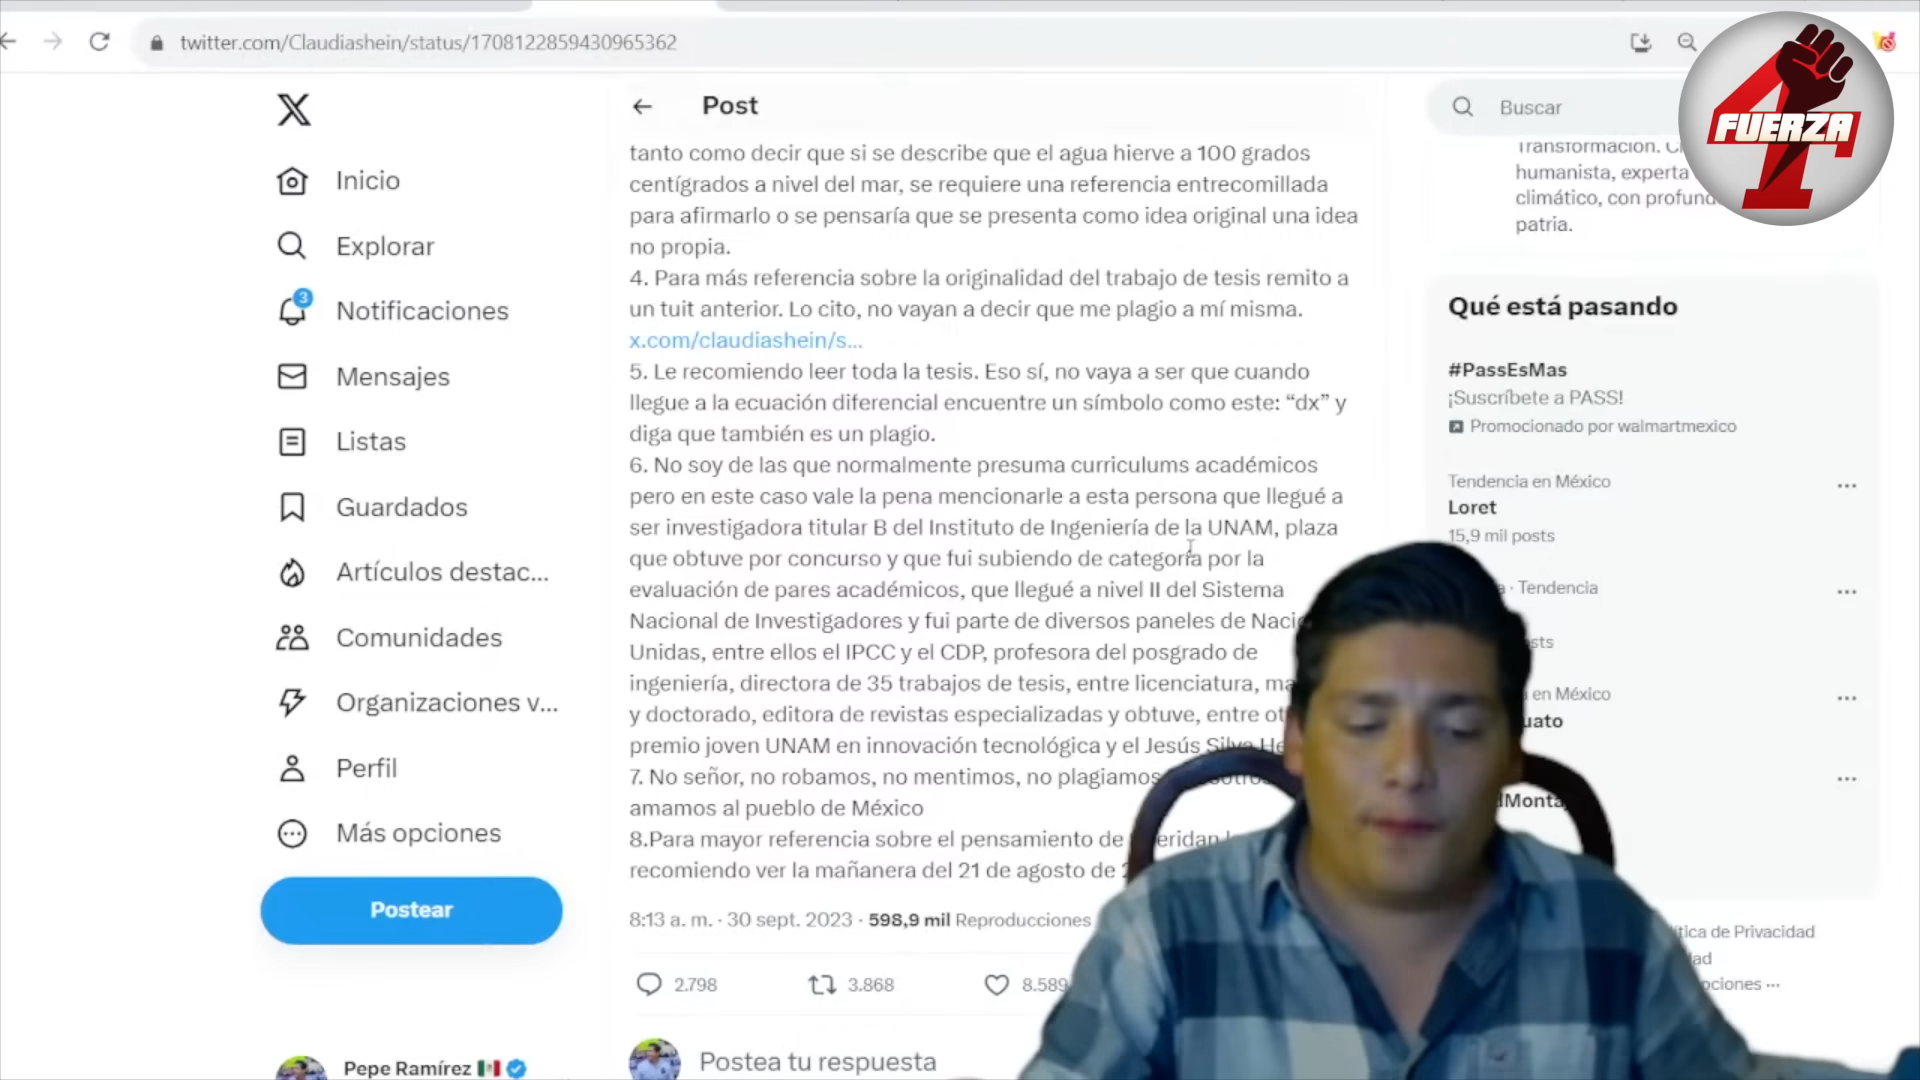 twitter.com/Claudiashein/status/1708122859430965362
FUERZA
Inicio
Explorar
3
Notificaciones
Mensajes
Listas
Guardados
Artículos destac...
Comunidades
Organizaciones v...
Perfil
Más opciones
Postear
Pepe Ramírez
Post
tanto como decir que si se describe que el agua hierve a 100 grados
centígrados a nivel del mar, se requiere una referencia entrecomillada
para afirmarlo o se pensaría que se presenta como idea original una idea
no propia.
4. Para más referencia sobre la originalidad del trabajo de tesis remito a
un tuit anterior. Lo cito, no vayan a decir que me plagio a mí misma.
x.com/claudiashein/s...
5. Le recomiendo leer toda la tesis. Eso sí, no vaya a ser que cuando
llegue a la ecuación diferencial encuentre un símbolo como este: “dx” y
diga que también es un plagio.
6. No soy de las que normalmente presuma curriculums académicos
pero en este caso vale la pena mencionarle a esta persona que llegué a
ser investigadora titular B del Instituto de Ingeniería de la UNAM, plaza
que obtuve por concurso y que fui subiendo de categoría por la
evaluación de pares académicos, que llegué a nivel II del Sistema
Nacional de Investigadores y fui parte de diversos paneles de
Unidas, entre ellos el IPCC y el CDP, profesora del posgrado de
ingeniería, directora de 35 trabajos de tesis, entre licenciatura,
y doctorado, editora de revistas especializadas y obtuve, entre
premio joven UNAM en innovación tecnológica y el Jesús Silva
7. No señor, no robamos, no mentimos, no plagiamos
amamos al pueblo de México
8.Para mayor referencia sobre el pensamiento de
recomiendo ver la mañanera del 21 de agosto de
8:13 a. m. · 30 sept. 2023 · 598,9 mil Reproducciones
2.798 3.868 8.589
Postea tu respuesta
Buscar
Transformación.
humanista, experta
climático, con
patria.
Qué está pasando
#PassEsMas
¡Suscríbete a PASS!
Promocionado por walmartmexico
Tendencia en México
Loret
15,9 mil posts
· Tendencia
en México
de Privacidad